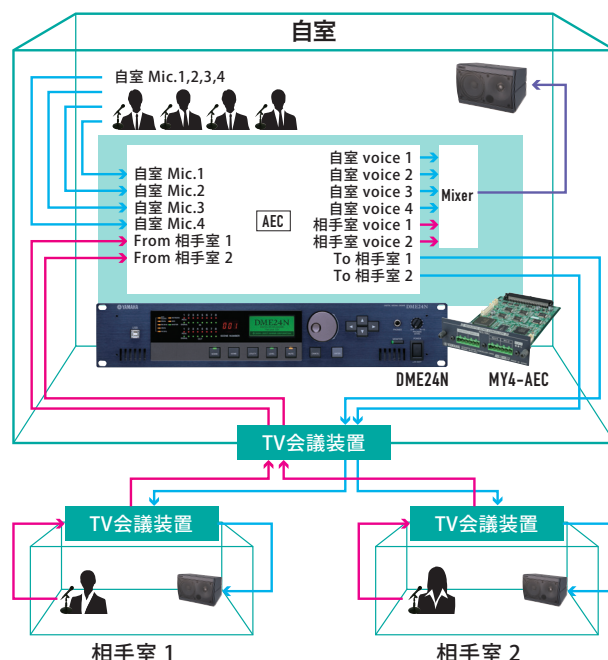 自室
自室 Mic.1,2,3,4
自室 Mic.1
自室 Mic.2
自室 Mic.3
自室 Mic.4
From 相手室 1
From 相手室 2
AEC
自室 voice 1
自室 voice 2
自室 voice 3
自室 voice 4
相手室 voice 1
相手室 voice 2
To 相手室 1
To 相手室 2
Mixer
YAMAHA
DME24N
001
DME24N
DME24N
MY4-AEC
TV会議装置
TV会議装置
TV会議装置
相手室 1
相手室 2